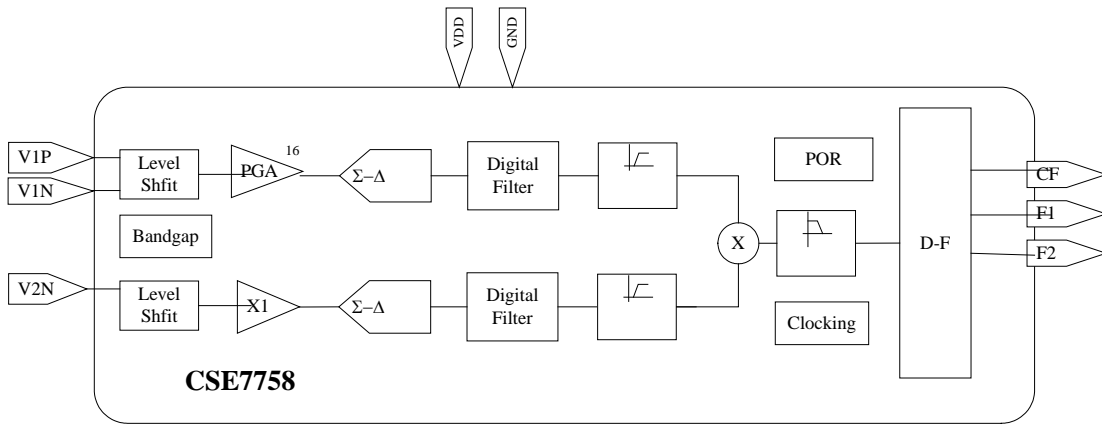 VDD
GND
V1P
V1N
Level
Shfit
PGA
16
Σ−Δ
Digital
Filter
POR
CF
F1
F2
Bandgap
X
D-F
V2N
Level
Shfit
X1
Σ−Δ
Digital
Filter
Clocking
CSE7758